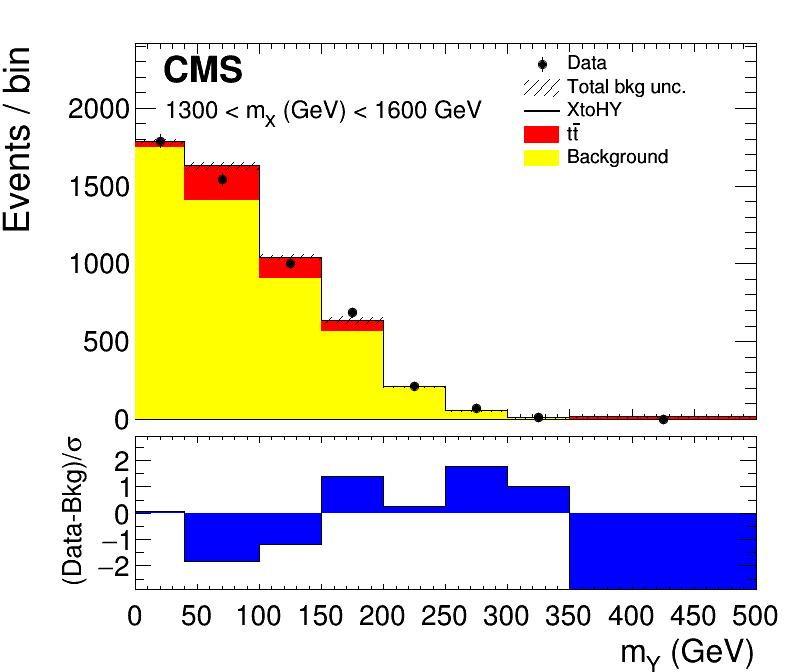 CMS
1300 < mX (GeV) < 1600 GeV
Data
Total bkg unc.
XtoHY
tt̄
Background
Events / bin
2000
1500
1000
500
0
(Data-Bkg)/σ
2
1
0
−1
−2
0 50 100 150 200 250 300 350 400 450 500
mY (GeV)